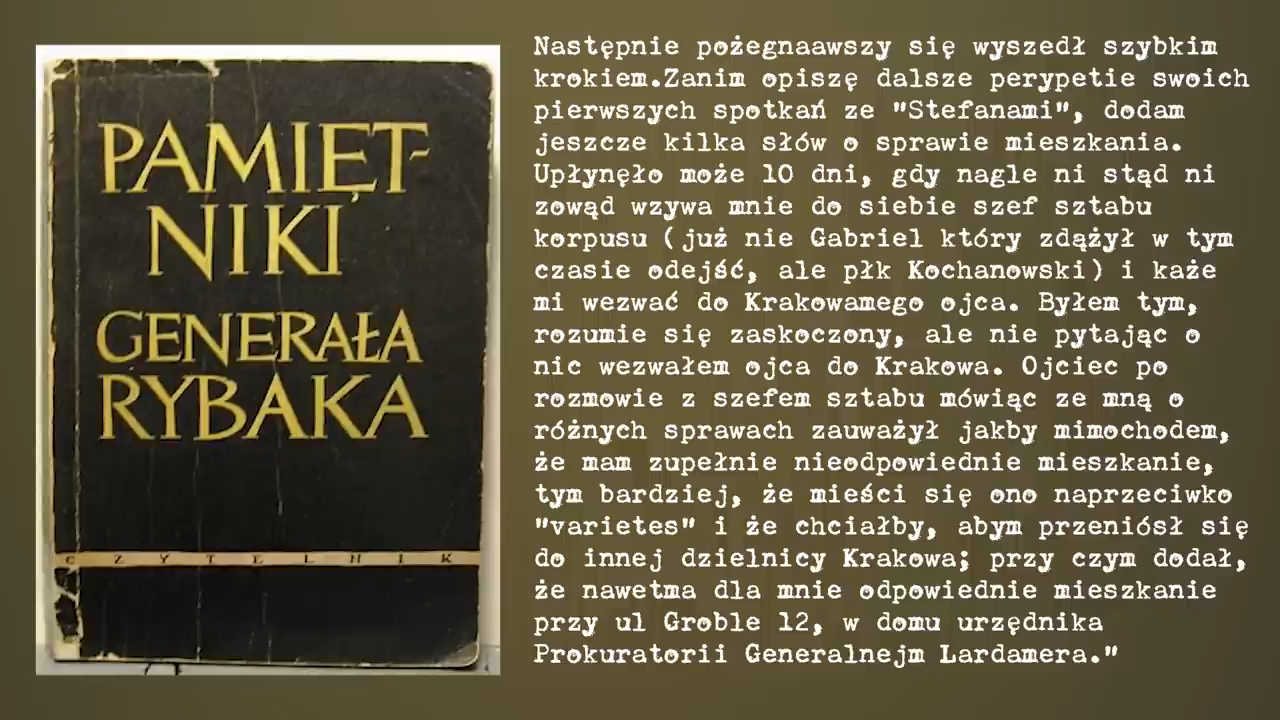 PAMIĘT-
NIKI
GENERAŁA
RYBAKA
CZYTELNIK
Następnie pożegnaawszy się wyszedł szybkim
krokiem.Zanim opiszę dalsze perypetie swoich
pierwszych spotkań ze "Stefanami", dodam
jeszcze kilka słów o sprawie mieszkania.
Upłynęło może 10 dni, gdy nagle ni stąd ni
zowąd wzywa mnie do siebie szef sztabu
korpusu (już nie Gabriel który zdążył w tym
czasie odejść, ale płk Kochanowski) i każe
mi wezwać do Krakowamego ojca. Byłem tym,
rozumie się zaskoczony, ale nie pytając o
nic wezwałem ojca do Krakowa. Ojciec po
rozmowie z szefem sztabu mówiąc ze mną o
różnych sprawach zauważył jakby mimochodem,
że mam zupełnie nieodpowiednie mieszkanie,
tym bardziej, że mieści się ono naprzeciwko
"varietes" i że chciałby, abym przeniósł się
do innej dzielnicy Krakowa; przy czym dodał,
że nawetma dla mnie odpowiednie mieszkanie
przy ul Groble 12, w domu urzędnika
Prokuratorii Generalnejm Lardamera."